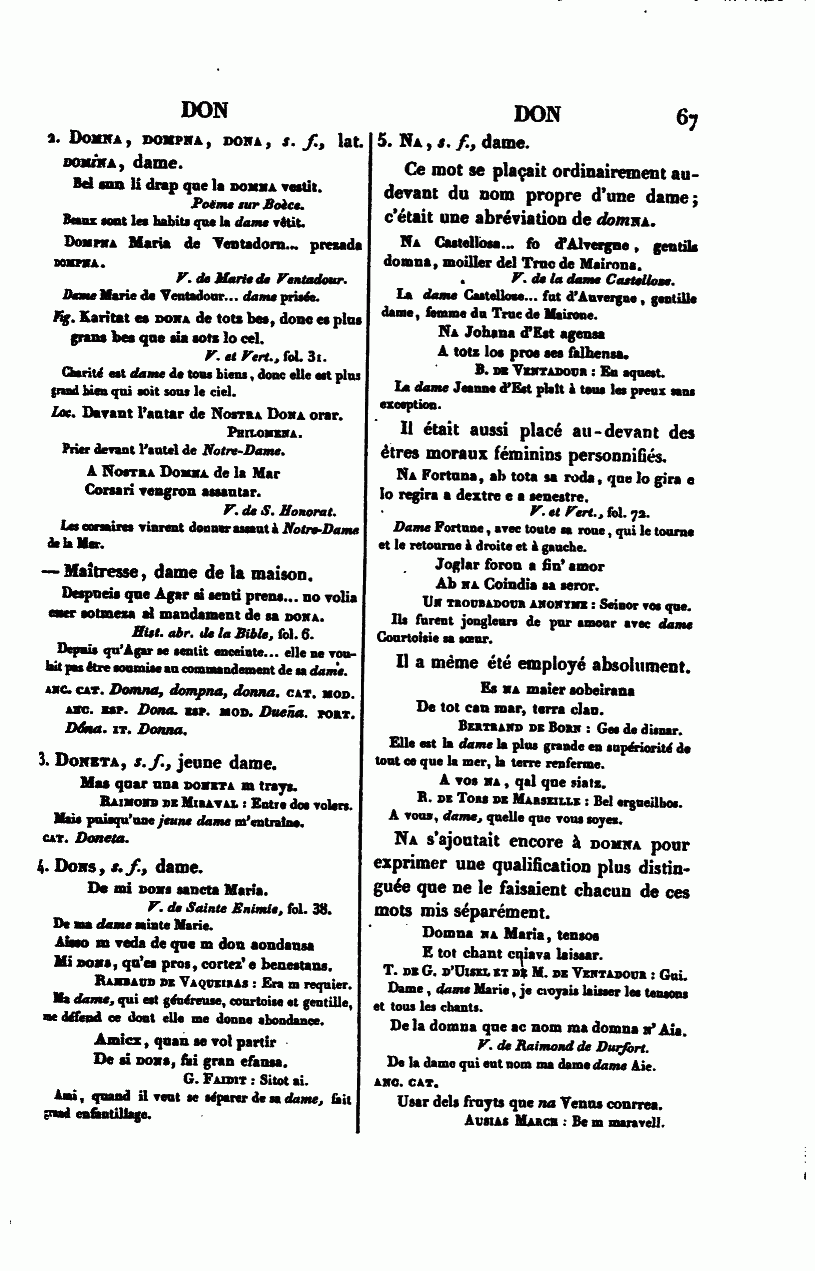 DON
DON 67
2. DOMNA, DOMPNA, DONA, s. f., lat.
DOMINA, dame.
Bel sun li drap que la DOMNA vestit.
Poëme sur Boèce.
Beaux sont les habits que la dame vêtit.
DOMPNA Maria de Ventadorn... prezada
DOMPNA.
V. de Marie de Ventadour.
Dame Marie de Ventadour... dame prisée.
Fig. Karitat es DONA de totz bes, donc es plus
grans bes que sia sotz lo cel.
V. et Vert., fol. 31.
Charité est dame de tous biens, donc elle est plus
grand bien qui soit sous le ciel.
Loc. Davant l'autar de NOSTRA DONA orar.
PHILOMENA.
Prier devant l'autel de Notre-Dame.
A NOSTRA DOMNA de la Mar
Corsari vengron assautar.
V. de S. Honorat.
Les corsaires vinrent donner assaut à Notre-Dame
de la Mer.
— Maîtresse, dame de la maison.
Despueis que Agar si senti prens... no volia
esser sotmeza al mandament de sa DONA.
Hist. abr. de la Bible, fol. 6.
Depuis qu'Agar se sentit enceinte... elle ne vou-
lait pas être soumise au commandement de sa dame.
ANC. CAT. Domna, dompna, donna. CAT. MOD.
ANC. ESP. Dona. ESP. MOD. Dueña. PORT.
Dóna. IT. Donna.
3. DONETA, s. f., jeune dame.
Mas quar una DONETA m trays.
RAIMOND DE MIRAVAL : Entre dos volers.
Mais puisqu'une jeune dame m'entraîne.
CAT. Doneta.
4. DONS, s. f., dame.
De mi DONS sancta Maria.
V. de Sainte Enimie, fol. 38.
De ma dame sainte Marie.
Aisso m veda de que m don aondansa
Mi DONS, qu'es pros, cortez' e benestans.
RAMBAUD DE VAQUEIRAS : Era m requier.
Ma dame, qui est généreuse, courtoise et gentille,
me défend ce dont elle me donne abondance.
Amicx, quan se vol partir
De si DONS, fai gran efansa.
G. FAIDIT : Sitot ai.
Ami, quand il veut se séparer de sa dame, fait
grand enfantillage.
5. NA, s. f., dame.
Ce mot se plaçait ordinairement au-
devant du nom propre d'une dame;
c'était une abréviation de domNA.
NA Castelloza... fo d'Alvergne, gentils
domna, moiller del Truc de Mairona.
V. de la dame Castelloze.
La dame Castelloze... fut d'Auvergne, gentille
dame, femme du Truc de Mairone.
NA Johana d'Est agensa
A totz los pros ses falhensa.
B. DE VENTADOUR : En aquest.
La dame Jeanne d'Est plaît à tous les preux sans
exception.
Il était aussi placé au-devant des
êtres moraux féminins personnifiés.
NA Fortuna, ab tota sa roda, que lo gira e
lo regira a dextre e a senestre.
V. et Vert., fol. 72.
Dame Fortune, avec toute sa roue, qui le tourne
et le retourne à droite et à gauche.
Joglar foron a fin' amor
Ab NA Coindia sa seror.
UN TROUBADOUR ANONYME : Seinor vos que.
Ils furent jongleurs de pur amour avec dame
Courtoisie sa sœur.
Il a même été employé absolument.
Es NA maier sobeirana
De tot can mar, terra clau.
BERTRAND DE BORN : Ges de disnar.
Elle est la dame la plus grande en supériorité de
tout ce que la mer, la terre renferme.
A vos NA, qal que siatz.
R. DE TORS DE MARSEILLE : Bel ergueilhos.
A vous, dame, quelle que vous soyez.
NA s'ajoutait encore à DOMNA pour
exprimer une qualification plus distin-
guée que ne le faisaient chacun de ces
mots mis séparément.
Domna NA Maria, tensos
E tot chant cujava laissar.
T. DE G. D'UISEL ET DE M. DE VENTADOUR : Gui.
Dame, dame Marie, je croyais laisser les tensons
et tous les chants.
De la domna que ac nom ma domna N' Aia.
V. de Raimond de Durfort.
De la dame qui eut nom ma dame dame Aie.
ANC. CAT.
Usar dels fruyts que na Venus conrrea.
AUSIAS MARCH : Be m maravell.